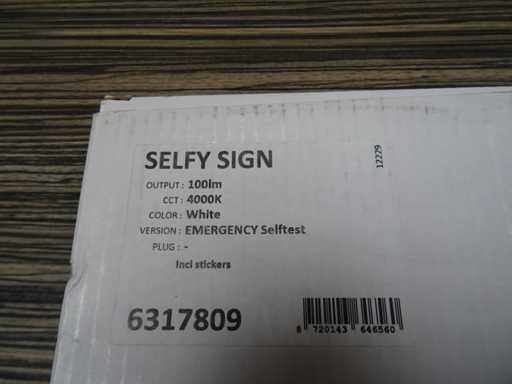 SELFY SIGN
12229
OUTPUT : 100lm
CCT : 4000K
COLOR : White
VERSION : EMERGENCY Selftest
PLUG : -
Incl stickers
6317809
8 720143 646560